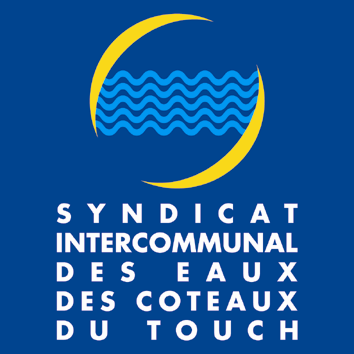 SYNDICAT
INTERCOMMUNAL
DES EAUX
DES COTEAUX
DU TOUCH